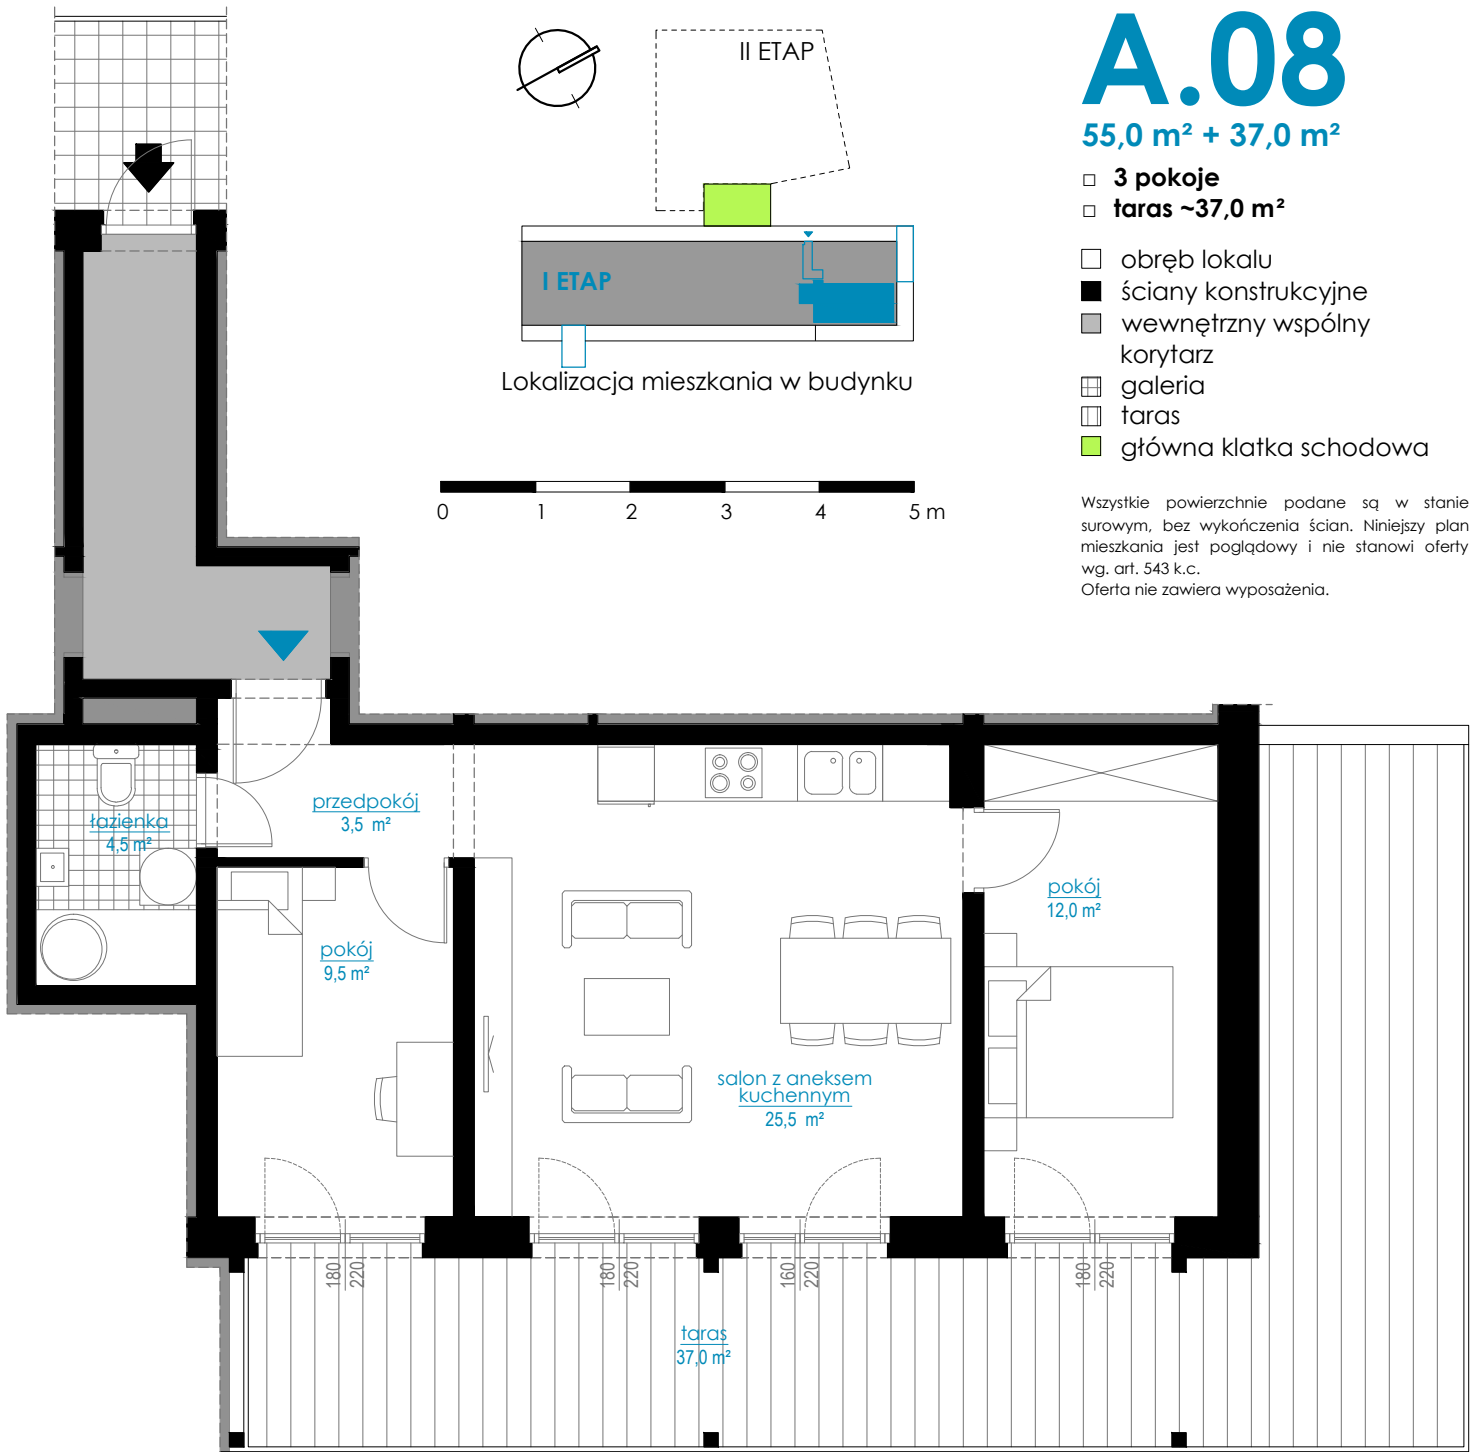 II ETAP
I ETAP
Lokalizacja mieszkania w budynku
0 1 2 3 4 5 m
A.08
55,0 m² + 37,0 m²
3 pokoje
taras ~37,0 m²
obręb lokalu
ściany konstrukcyjne
wewnętrzny wspólny
korytarz
galeria
taras
główna klatka schodowa
Wszystkie powierzchnie podane są w stanie
surowym, bez wykończenia ścian. Niniejszy plan
mieszkania jest poglądowy i nie stanowi oferty
wg. art. 543 k.c.
Oferta nie zawiera wyposażenia.
przedpokój
3,5 m²
łazienka
4,5 m²
pokój
12,0 m²
pokój
9,5 m²
salon z aneksem
kuchennym
25,5 m²
180 220
180 220
160 220
180 220
taras
37,0 m²